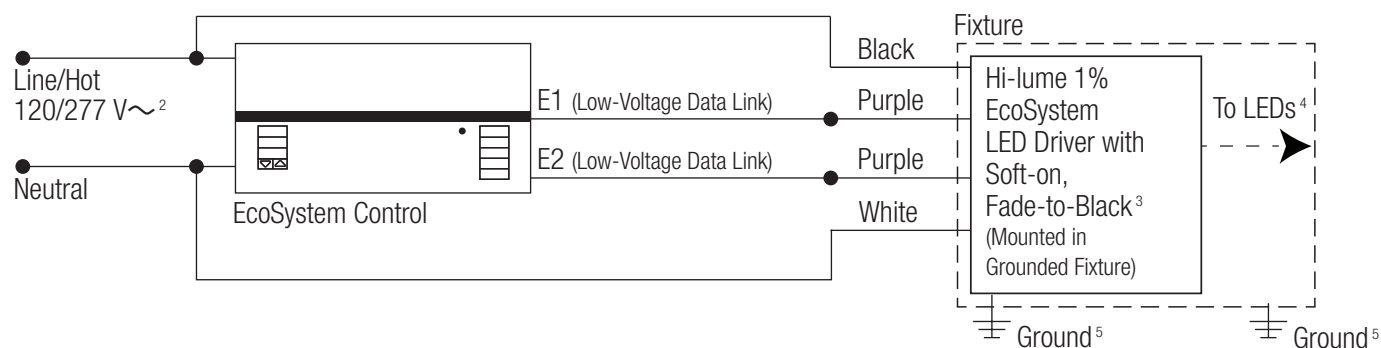 Fixture
Line/Hot
120/277 V~ ²
Neutral
EcoSystem Control
E1 (Low-Voltage Data Link)
E2 (Low-Voltage Data Link)
Black
Purple
Purple
White
Hi-lume 1%
EcoSystem
LED Driver with
Soft-on,
Fade-to-Black ³
(Mounted in
Grounded Fixture)
To LEDs ⁴
Ground ⁵
Ground ⁵